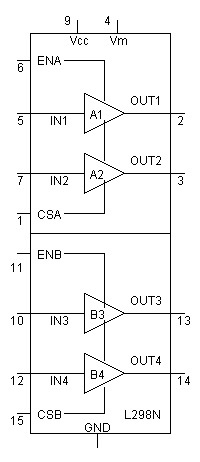 9 4
Vcc Vm
6 ENA
OUT1
A1
5 IN1 2
OUT2
A2
7 IN2 3
1 CSA
11 ENB
OUT3
B3
10 IN3 13
OUT4
B4
12 IN4 14
15 CSB L298N
GND